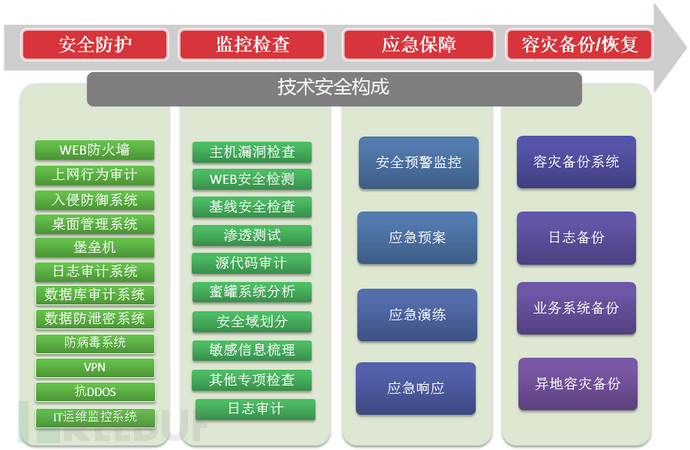 安全防护
监控检查
应急保障
容灾备份/恢复
技术安全构成
WEB防火墙
上网行为审计
入侵防御系统
桌面管理系统
堡垒机
日志审计系统
数据库审计系统
数据防泄密系统
防病毒系统
VPN
抗DDOS
IT运维监控系统
主机漏洞检查
WEB安全检测
基线安全检查
渗透测试
源代码审计
蜜罐系统分析
安全域划分
敏感信息梳理
其他专项检查
日志审计
安全预警监控
应急预案
应急演练
应急响应
容灾备份系统
日志备份
业务系统备份
异地容灾备份